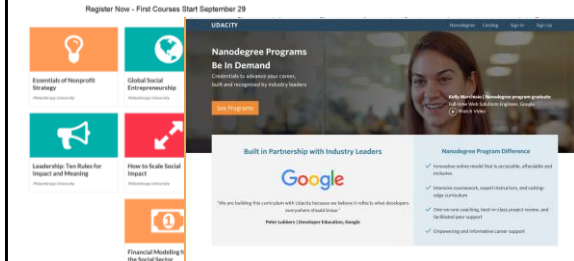 Register Now - First Courses Start September 29
Essentials of Nonprofit
Strategy
Philanthropy University
Global Social
Entrepreneurship
Philanthropy University
Leadership: Ten Rules for
Impact and Meaning
Philanthropy University
How to Scale Social
Impact
Philanthropy University
Financial Modeling f
the Social Sector
UDACITY
Nanodegree Catalog Sign In Sign Up
Nanodegree Programs
Be In Demand
Credentials to advance your career,
built and recognized by industry leaders
See Programs
Kelly Marchisio | Nanodegree program graduate
Full-time Web Solutions Engineer, Google
Watch Video
Built in Partnership with Industry Leaders
Google
"We are building this curriculum with Udacity because we believe it reflects what developers
everywhere should know."
Peter Lubbers | Developer Education, Google
Nanodegree Program Difference
Innovative online model that is accessible, affordable and
inclusive.
Intensive coursework, expert instructors, and cutting-
edge curriculum
One-on-one coaching, best-in-class project review, and
facilitated peer support
Empowering and informative career support